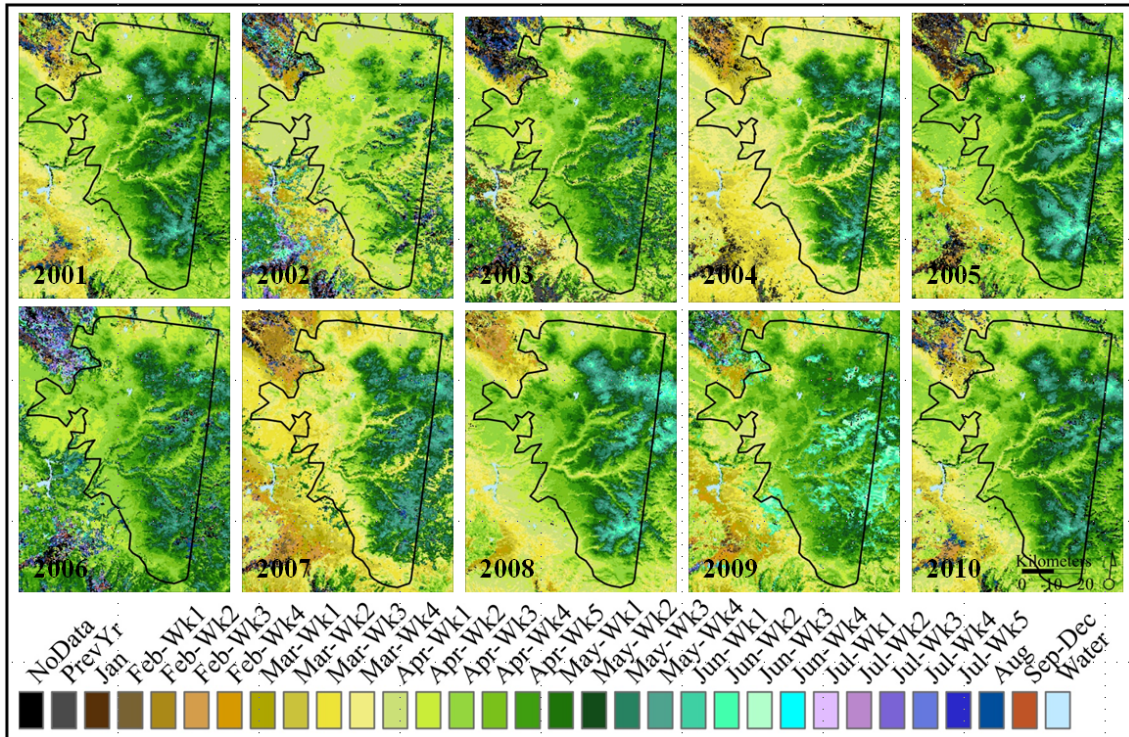 2001
2002
2003
2004
2005
2006
2007
2008
2009
2010
Kilometers
0 10 20
NoData
PrevYr
Jan
Feb-Wk1
Feb-Wk2
Feb-Wk3
Feb-Wk4
Mar-Wk1
Mar-Wk2
Mar-Wk3
Mar-Wk4
Apr-Wk1
Apr-Wk2
Apr-Wk3
Apr-Wk4
Apr-Wk5
May-Wk1
May-Wk2
May-Wk3
May-Wk4
Jun-Wk1
Jun-Wk2
Jun-Wk3
Jun-Wk4
Jul-Wk1
Jul-Wk2
Jul-Wk3
Jul-Wk4
Jul-Wk5
Aug
Sep-Dec
Water